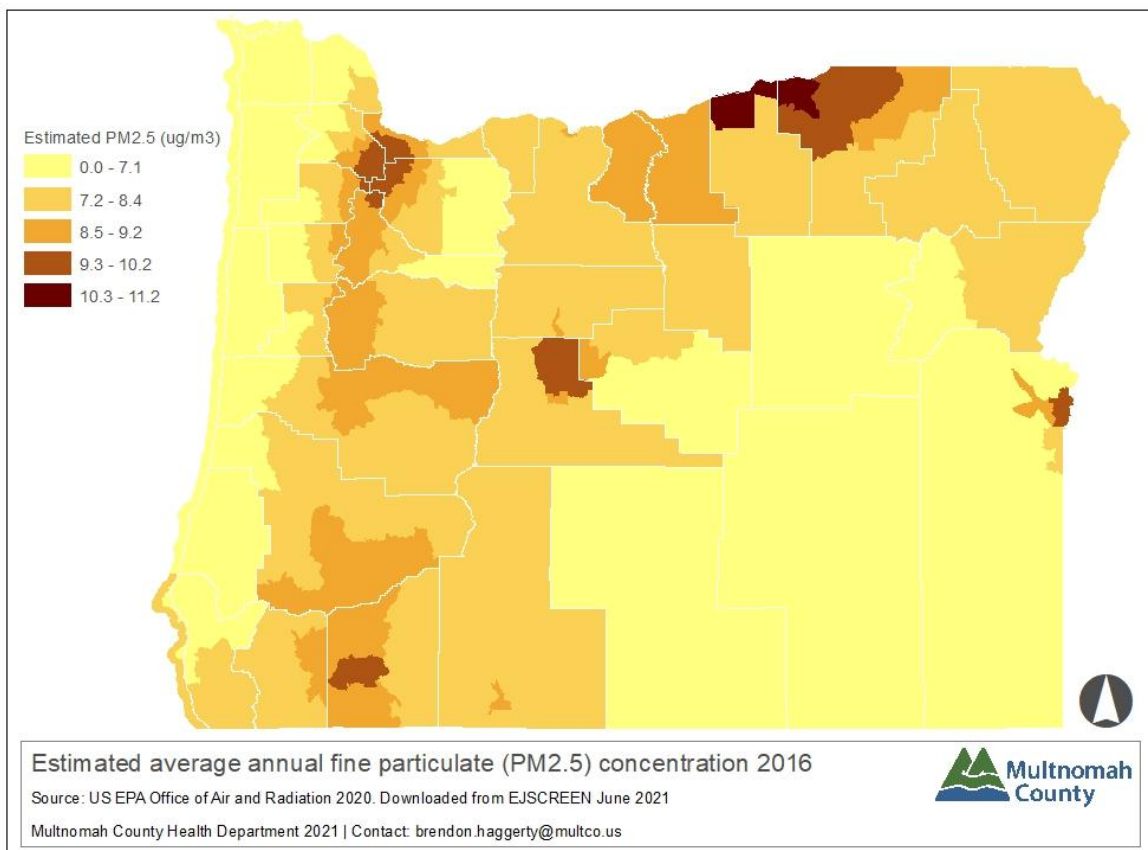 Estimated PM2.5 (ug/m3)
0.0 - 7.1
7.2 - 8.4
8.5 - 9.2
9.3 - 10.2
10.3 - 11.2
Estimated average annual fine particulate (PM2.5) concentration 2016
Source: US EPA Office of Air and Radiation 2020. Downloaded from EJSCREEN June 2021
Multnomah County Health Department 2021 | Contact: brendon.haggerty@multco.us
Multnomah
County